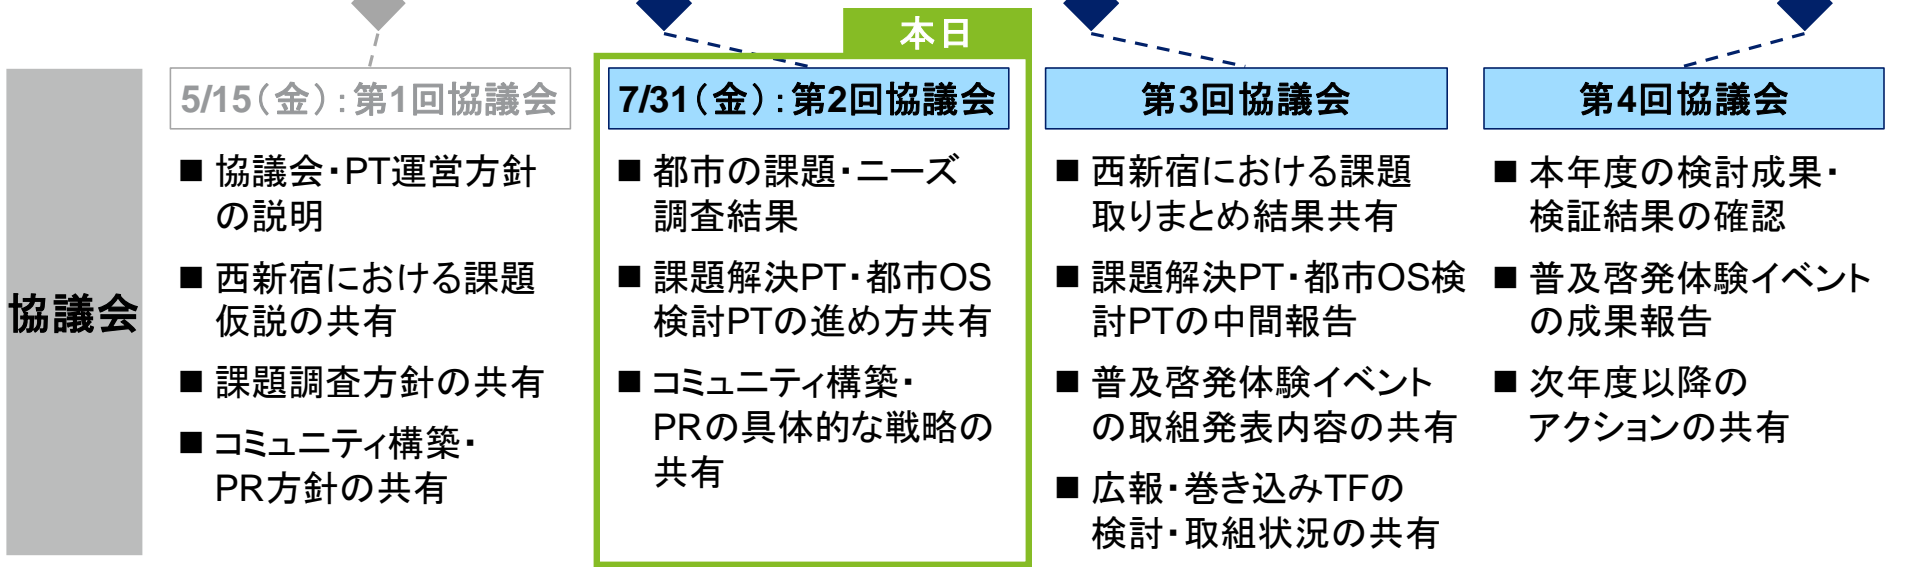 本日
協議会
5/15（金）：第1回協議会
■ 協議会・PT運営方針
の説明
■ 西新宿における課題
仮説の共有
■ 課題調査方針の共有
■ コミュニティ構築・
PR方針の共有
7/31（金）：第2回協議会
■ 都市の課題・ニーズ
調査結果
■ 課題解決PT・都市OS
検討PTの進め方共有
■ コミュニティ構築・
PRの具体的な戦略の
共有
第3回協議会
■ 西新宿における課題
取りまとめ結果共有
■ 課題解決PT・都市OS検
討PTの中間報告
■ 普及啓発体験イベント
の取組発表内容の共有
■ 広報・巻き込みTFの
検討・取組状況の共有
第4回協議会
■ 本年度の検討成果・
検証結果の確認
■ 普及啓発体験イベント
の成果報告
■ 次年度以降の
アクションの共有